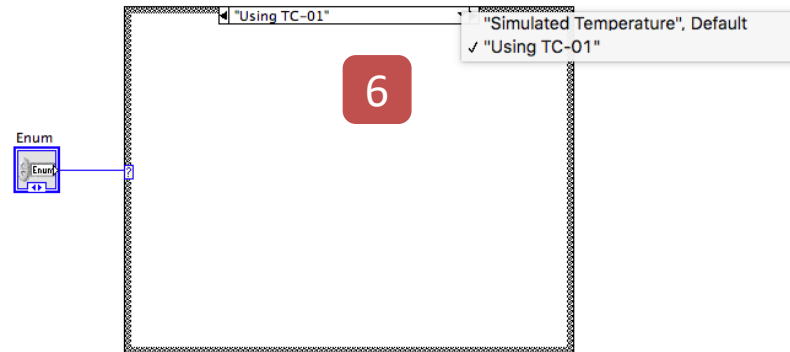 "Using TC-01"
"Simulated Temperature", Default
✓ "Using TC-01"
6
Enum
Enum
?